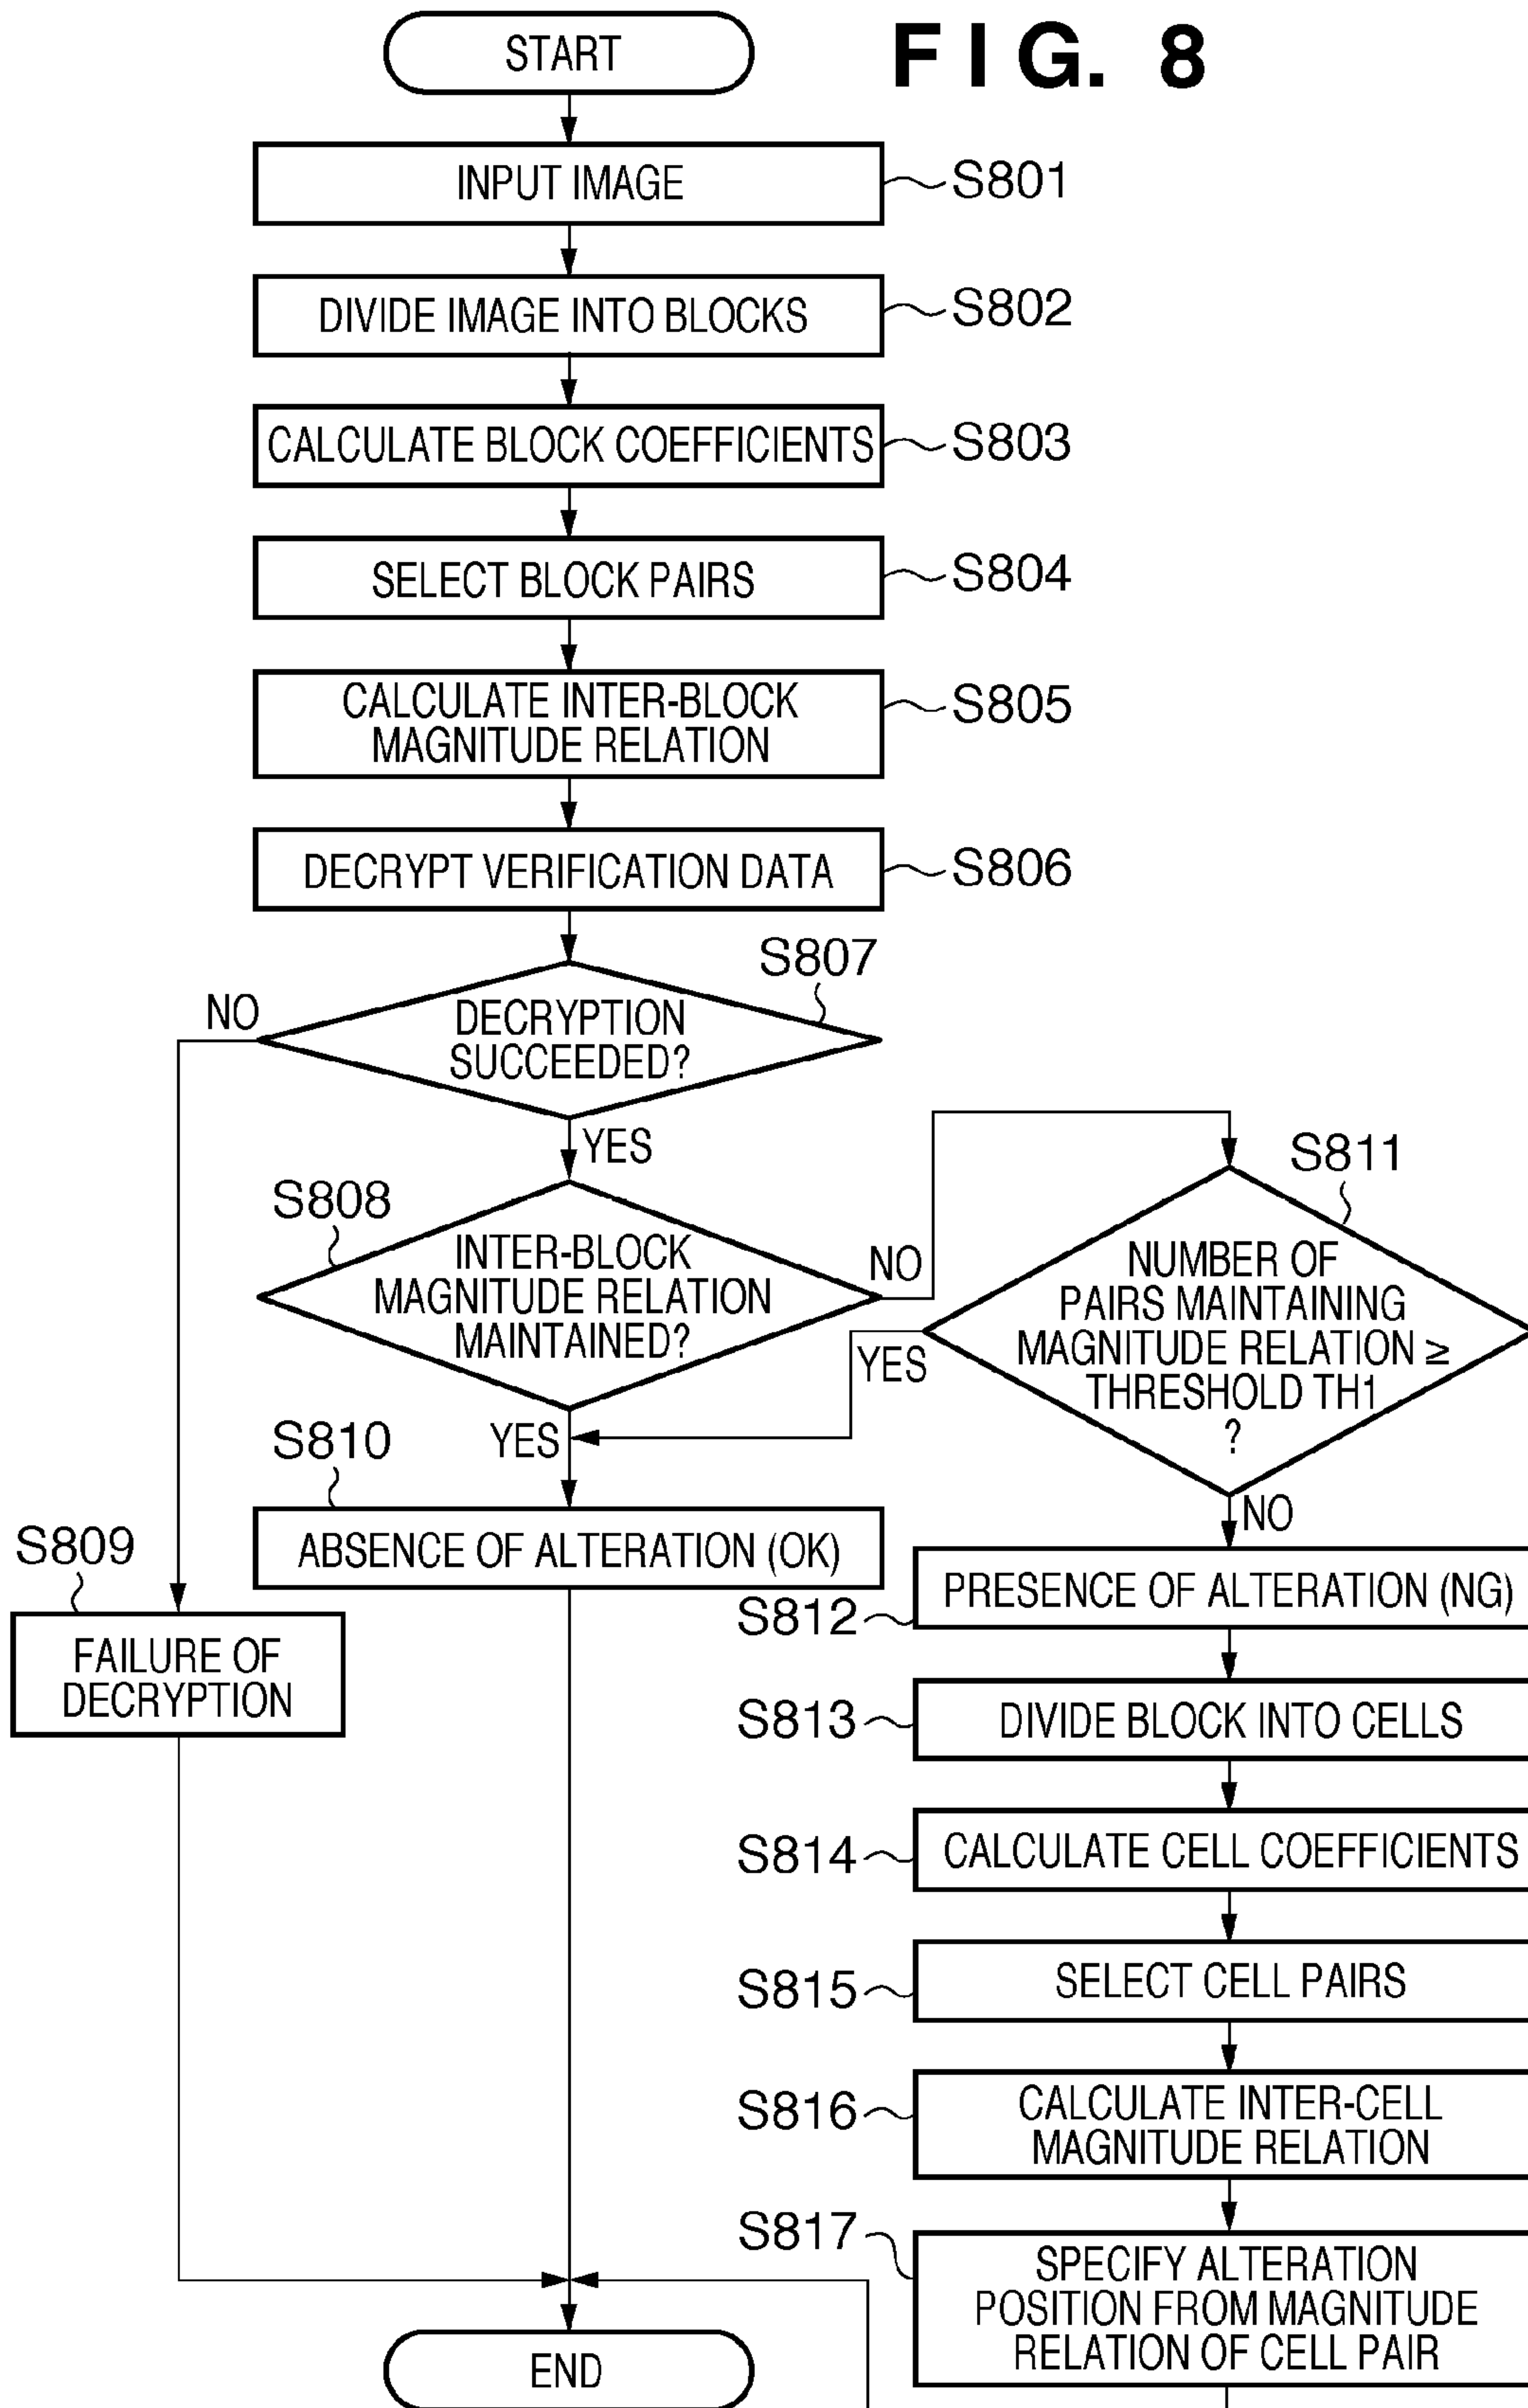 FIG. 8
START
INPUT IMAGE
S801
DIVIDE IMAGE INTO BLOCKS
S802
CALCULATE BLOCK COEFFICIENTS
S803
SELECT BLOCK PAIRS
S804
CALCULATE INTER-BLOCK
MAGNITUDE RELATION
S805
DECRYPT VERIFICATION DATA
S806
S807
NO
DECRYPTION
SUCCEEDED?
YES
S808
INTER-BLOCK
MAGNITUDE RELATION
MAINTAINED?
NO
YES
S811
NUMBER OF
PAIRS MAINTAINING
MAGNITUDE RELATION ≥
THRESHOLD TH1
?
YES
NO
S810
ABSENCE OF ALTERATION (OK)
S809
FAILURE OF
DECRYPTION
PRESENCE OF ALTERATION (NG)
S812
DIVIDE BLOCK INTO CELLS
S813
CALCULATE CELL COEFFICIENTS
S814
SELECT CELL PAIRS
S815
CALCULATE INTER-CELL
MAGNITUDE RELATION
S816
S817
SPECIFY ALTERATION
POSITION FROM MAGNITUDE
RELATION OF CELL PAIR
END